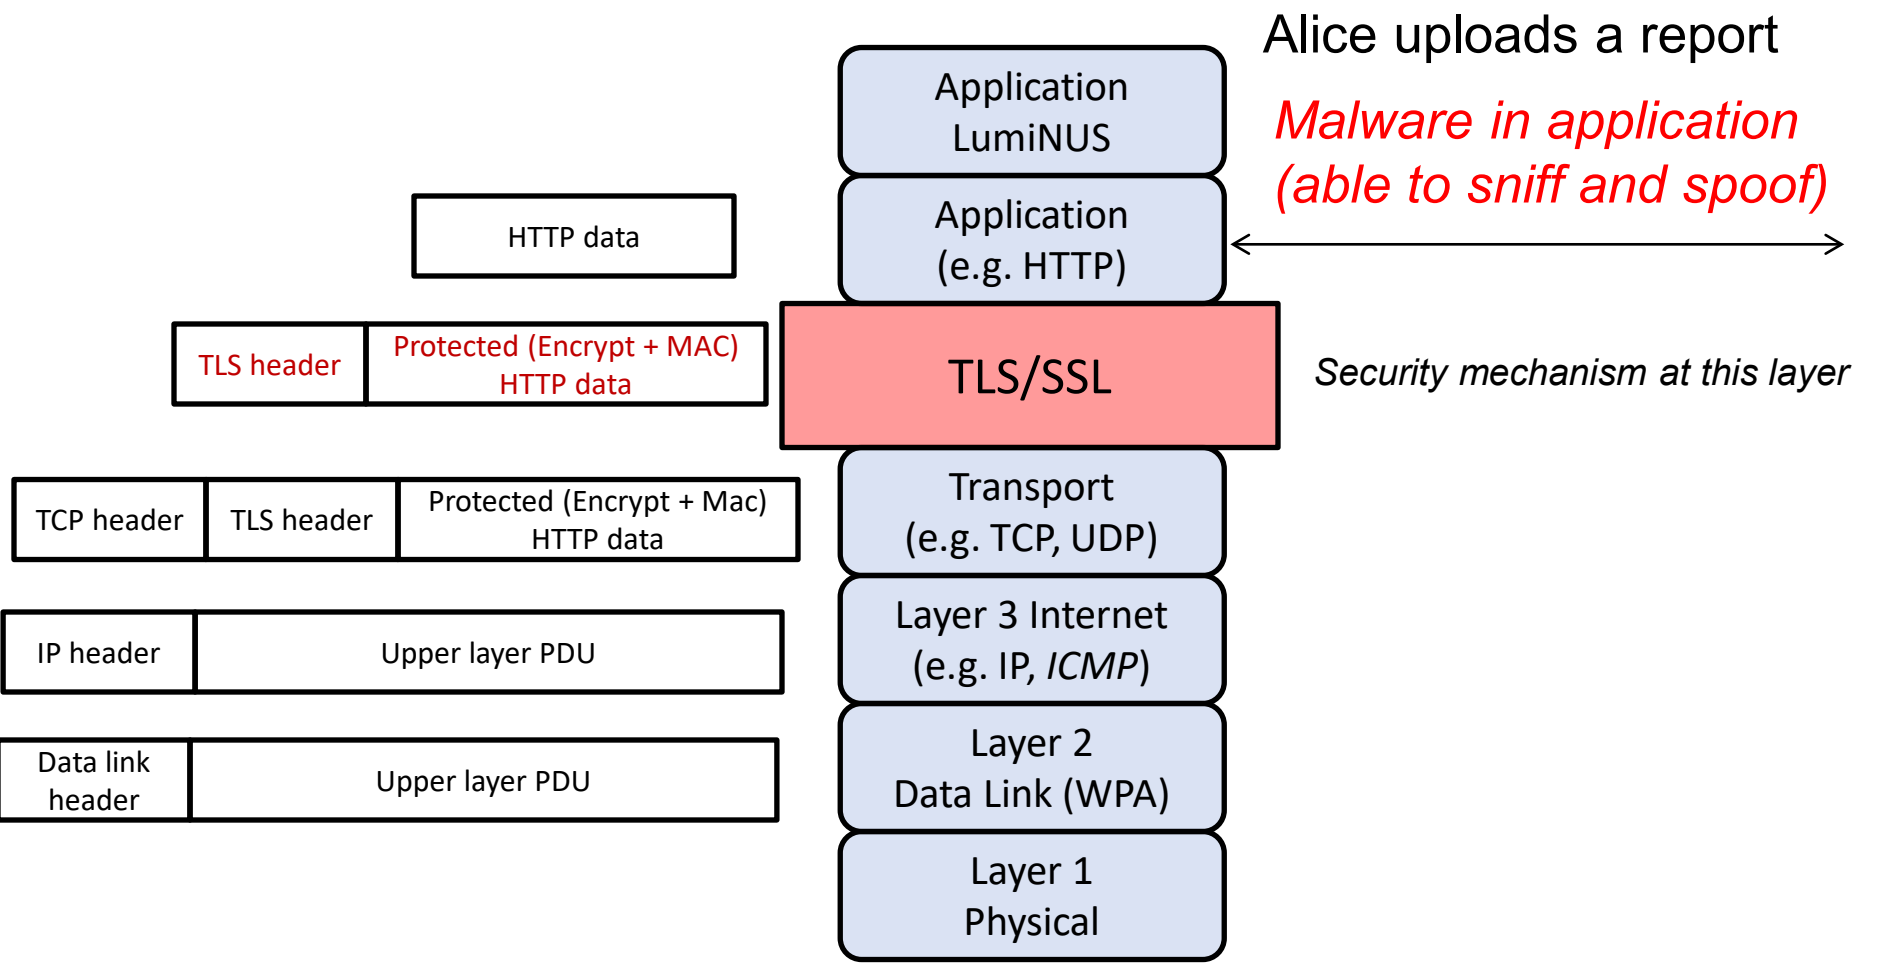 Alice uploads a report
Application
LumiNUS
Malware in application
(able to sniff and spoof)
HTTP data
Application
(e.g. HTTP)
TLS header
Protected (Encrypt + MAC)
HTTP data
TLS/SSL
Security mechanism at this layer
TCP header
TLS header
Protected (Encrypt + Mac)
HTTP data
Transport
(e.g. TCP, UDP)
IP header
Upper layer PDU
Layer 3 Internet
(e.g. IP, ICMP)
Data link
header
Upper layer PDU
Layer 2
Data Link (WPA)
Layer 1
Physical